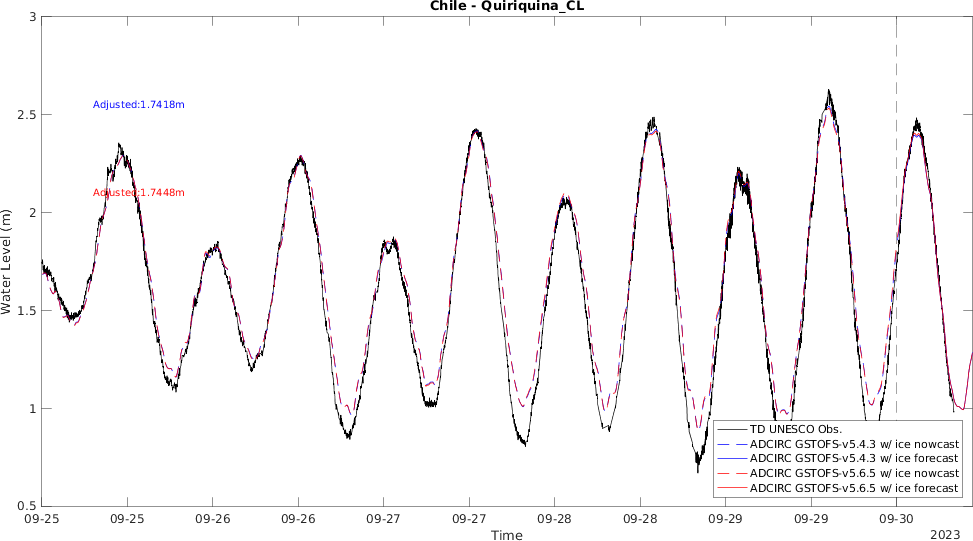 Chile - Quiriquina_CL
3
2.5
2
1.5
1
0.5
Water Level (m)
Adjusted:1.7418m
Adjusted:1.7448m
TD UNESCO Obs.
ADCIRC GSTOFS-v5.4.3 w/ ice nowcast
ADCIRC GSTOFS-v5.4.3 w/ ice forecast
ADCIRC GSTOFS-v5.6.5 w/ ice nowcast
ADCIRC GSTOFS-v5.6.5 w/ ice forecast
09-25 09-25 09-26 09-26 09-27 09-27 09-28 09-28 09-29 09-29 09-30
Time
2023